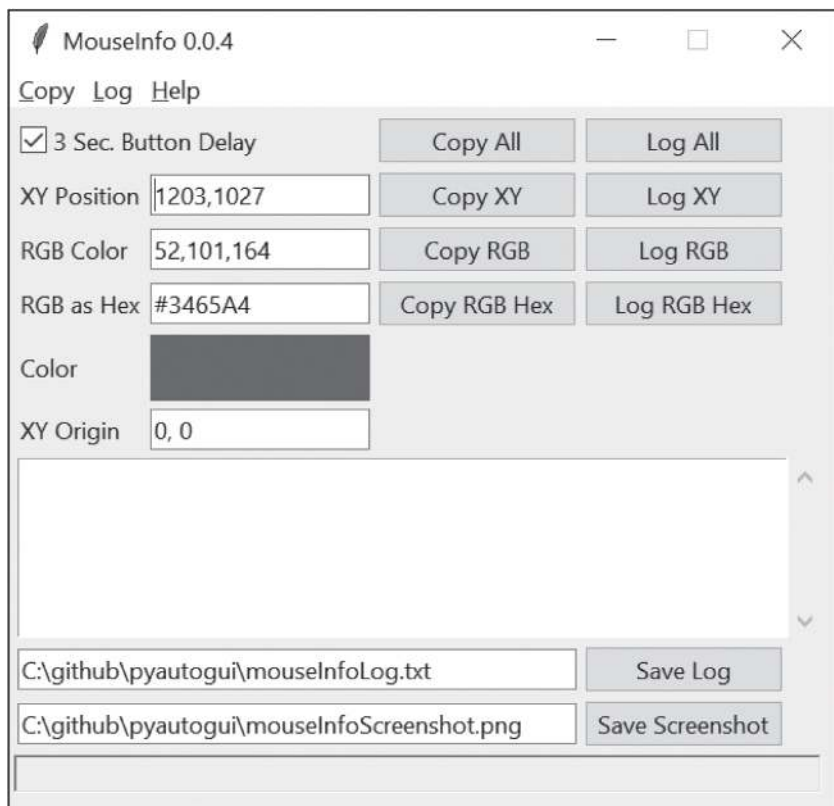 MouseInfo 0.0.4
Copy Log Help
3 Sec. Button Delay Copy All Log All
XY Position 1203,1027 Copy XY Log XY
RGB Color 52,101,164 Copy RGB Log RGB
RGB as Hex #3465A4 Copy RGB Hex Log RGB Hex
Color
XY Origin 0, 0
C:\github\pyautogui\mouseInfoLog.txt Save Log
C:\github\pyautogui\mouseInfoScreenshot.png Save Screenshot